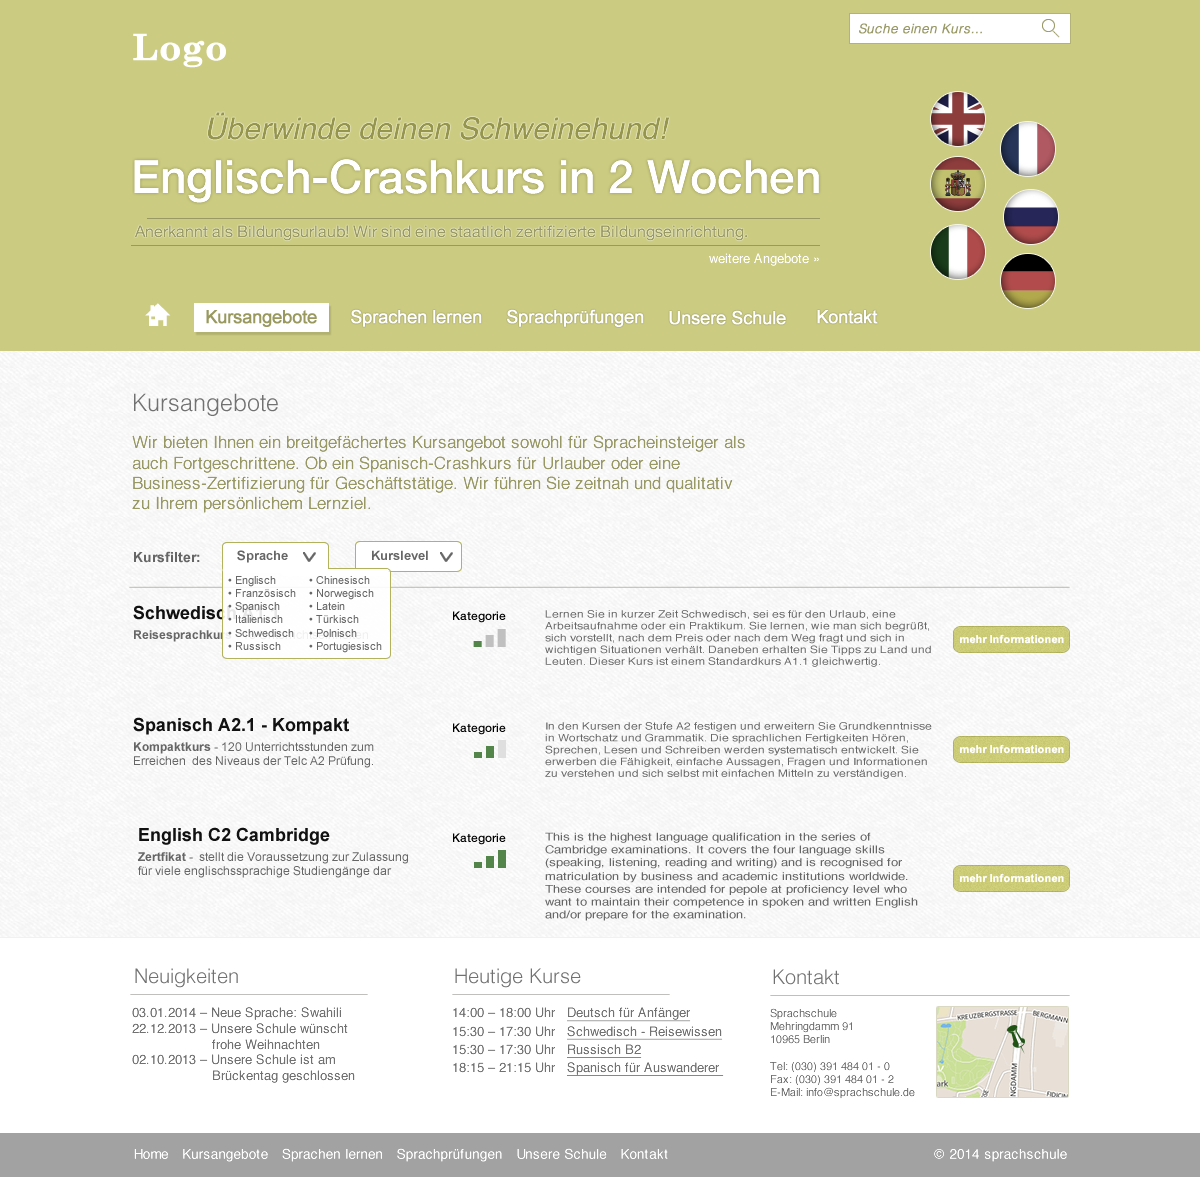 Logo
Suche einen Kurs...
Überwinde deinen Schweinehund!
Englisch-Crashkurs in 2 Wochen
Anerkannt als Bildungsurlaub! Wir sind eine staatlich zertifizierte Bildungseinrichtung.
weitere Angebote »
Kursangebote Sprachen lernen Sprachprüfungen Unsere Schule Kontakt
Kursangebote
Wir bieten Ihnen ein breitgefächertes Kursangebot sowohl für Spracheinsteiger als
auch Fortgeschrittene. Ob ein Spanisch-Crashkurs für Urlauber oder eine
Business-Zertifizierung für Geschäftstätige. Wir führen Sie zeitnah und qualitativ
zu Ihrem persönlichem Lernziel.
Kursfilter: Sprache Kurslevel
• Englisch • Chinesisch
• Französisch • Norwegisch
• Spanisch • Latein
• Italienisch • Türkisch
• Schwedisch • Polnisch
• Russisch • Portugiesisch
Schwedisch
Reisesprachkurs
Kategorie
Lernen Sie in kurzer Zeit Schwedisch, sei es für den Urlaub, eine
Arbeitsaufnahme oder ein Praktikum. Sie lernen, wie man sich begrüßt,
sich vorstellt, nach dem Preis oder nach dem Weg fragt und sich in
wichtigen Situationen verhält. Daneben erhalten Sie Tipps zu Land und
Leuten. Dieser Kurs ist einem Standardkurs A1.1 gleichwertig.
mehr Informationen
Spanisch A2.1 - Kompakt
Kompaktkurs - 120 Unterrichtsstunden zum
Erreichen des Niveaus der Telc A2 Prüfung.
Kategorie
In den Kursen der Stufe A2 festigen und erweitern Sie Grundkenntnisse
in Wortschatz und Grammatik. Die sprachlichen Fertigkeiten Hören,
Sprechen, Lesen und Schreiben werden systematisch entwickelt. Sie
erwerben die Fähigkeit, einfache Aussagen, Fragen und Informationen
zu verstehen und sich selbst mit einfachen Mitteln zu verständigen.
mehr Informationen
English C2 Cambridge
Zertfikat - stellt die Voraussetzung zur Zulassung
für viele englischssprachige Studiengänge dar
Kategorie
This is the highest language qualification in the series of
Cambridge examinations. It covers the four language skills
(speaking, listening, reading and writing) and is recognised for
matriculation by business and academic institutions worldwide.
These courses are intended for pepole at proficiency level who
want to maintain their competence in spoken and written English
and/or prepare for the examination.
mehr Informationen
Neuigkeiten
03.01.2014 – Neue Sprache: Swahili
22.12.2013 – Unsere Schule wünscht
frohe Weihnachten
02.10.2013 – Unsere Schule ist am
Brückentag geschlossen
Heutige Kurse
14:00 – 18:00 Uhr Deutsch für Anfänger
15:30 – 17:30 Uhr Schwedisch - Reisewissen
15:30 – 17:30 Uhr Russisch B2
18:15 – 21:15 Uhr Spanisch für Auswanderer
Kontakt
Sprachschule
Mehringdamm 91
10965 Berlin
Tel: (030) 391 484 01 - 0
Fax: (030) 391 484 01 - 2
E-Mail: info@sprachschule.de
KREUZBERGSTRASSE
BERGMANN
NGDAMM
ark
FIDICIN
Home Kursangebote Sprachen lernen Sprachprüfungen Unsere Schule Kontakt
© 2014 sprachschule